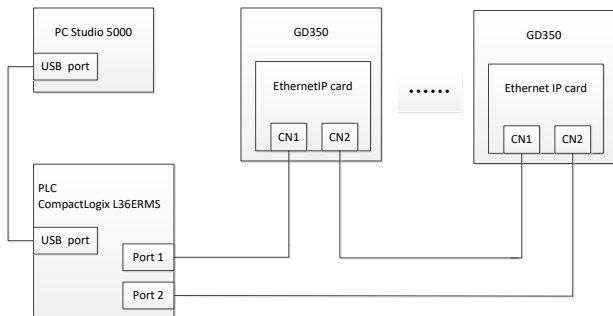 PC Studio 5000
USB port
GD350
EthernetIP card
CN1
CN2
......
GD350
Ethernet IP card
CN1
CN2
PLC
CompactLogix L36ERMS
USB port
Port 1
Port 2